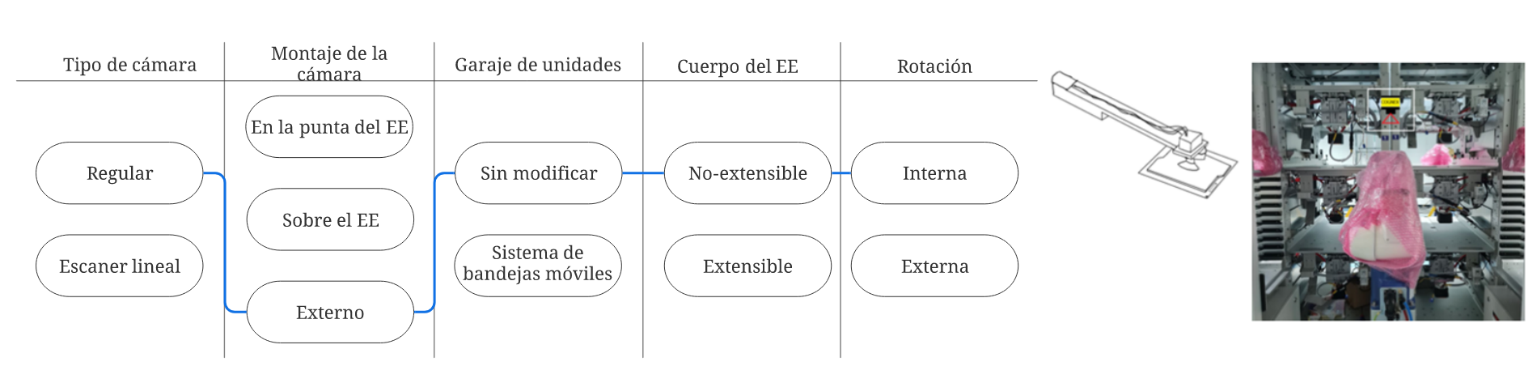 Tipo de cámara
Montaje de la
cámara
Garaje de unidades
Cuerpo del EE
Rotación
En la punta del EE
Regular
Sin modificar
No-extensible
Interna
Sobre el EE
Escaner lineal
Sistema de
bandejas móviles
Extensible
Externa
Externo